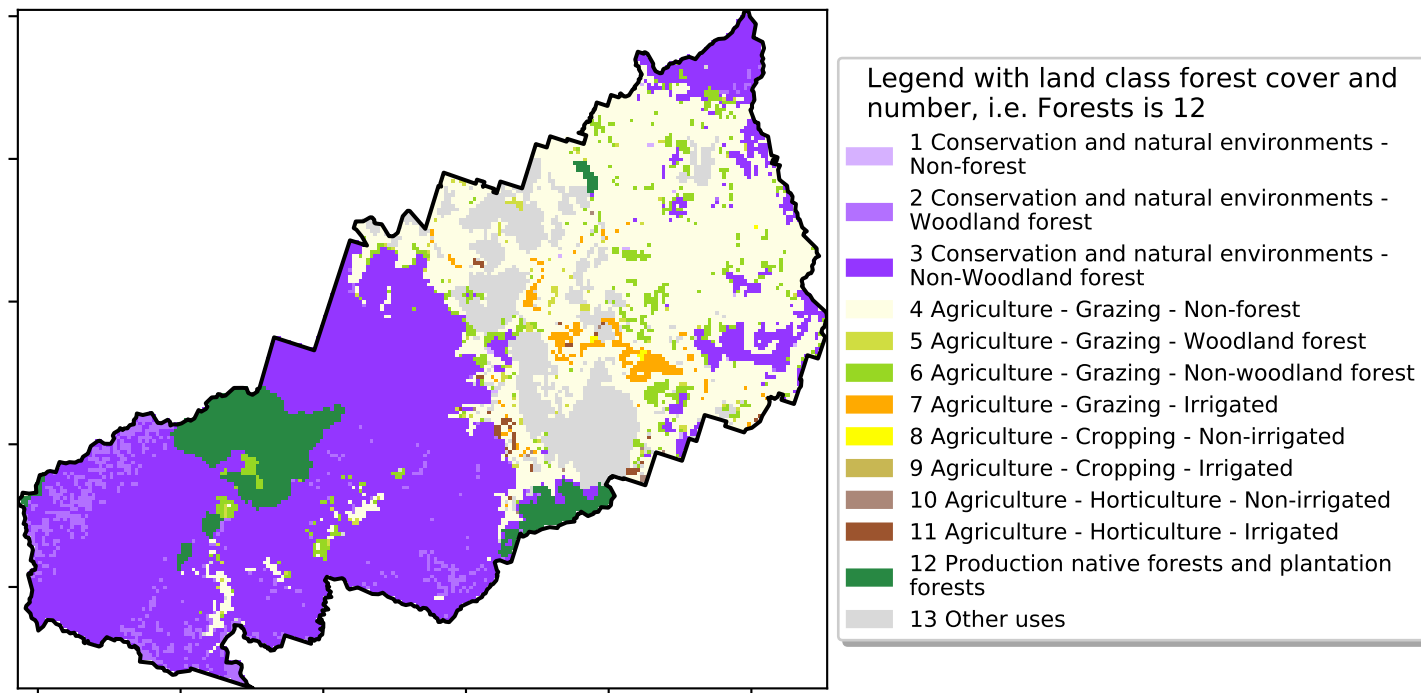 Legend with land class forest cover and
number, i.e. Forests is 12
1 Conservation and natural environments -
Non-forest
2 Conservation and natural environments -
Woodland forest
3 Conservation and natural environments -
Non-Woodland forest
4 Agriculture - Grazing - Non-forest
5 Agriculture - Grazing - Woodland forest
6 Agriculture - Grazing - Non-woodland forest
7 Agriculture - Grazing - Irrigated
8 Agriculture - Cropping - Non-irrigated
9 Agriculture - Cropping - Irrigated
10 Agriculture - Horticulture - Non-irrigated
11 Agriculture - Horticulture - Irrigated
12 Production native forests and plantation
forests
13 Other uses